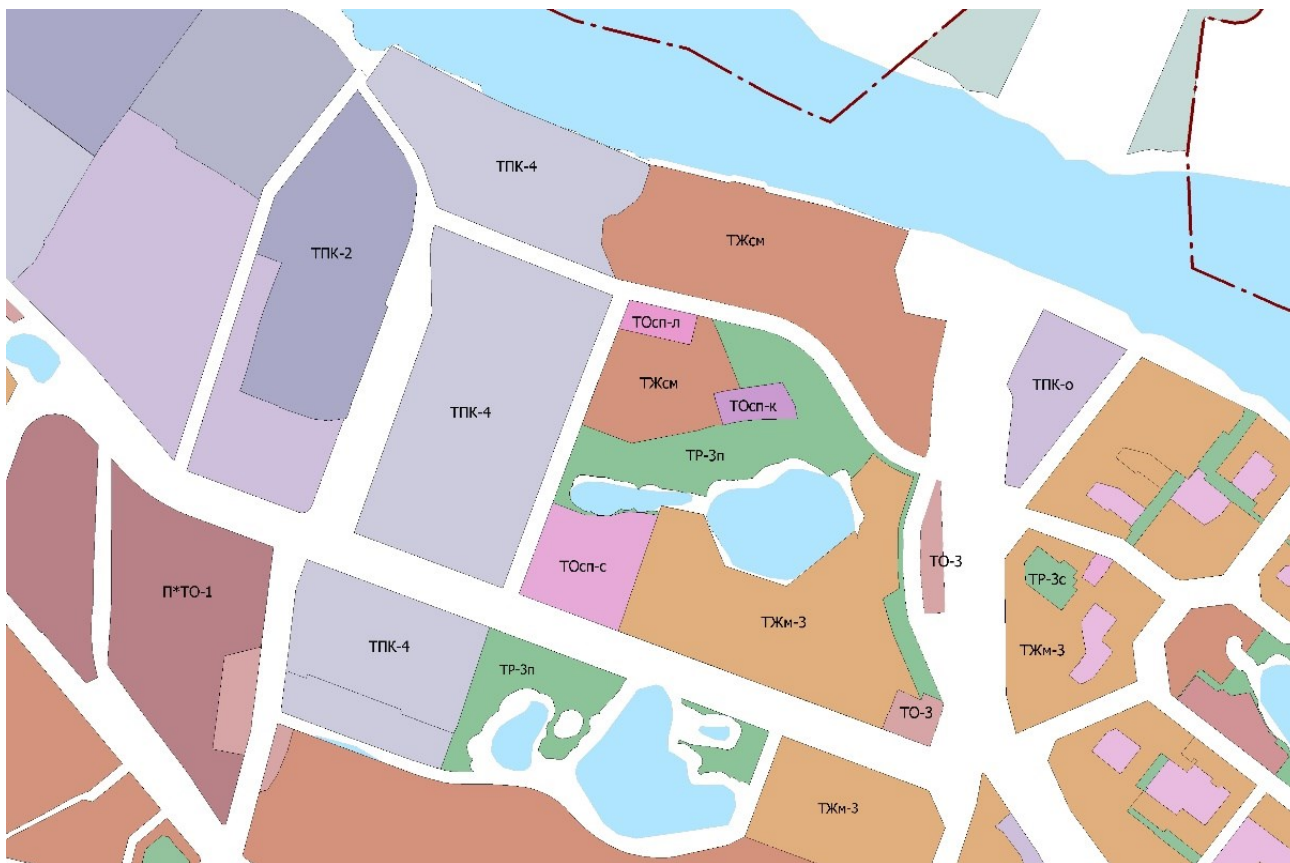 ТПК-4
ТЖсм
ТПК-2
ТОсп-л
ТЖсм
ТПК-о
ТОсп-к
ТПК-4
ТР-3п
ТО-3
ТОсп-с
ТР-3с
П*ТО-1
ТЖм-3
ТПК-4
ТЖм-3
ТР-3п
ТО-3
ТЖм-3